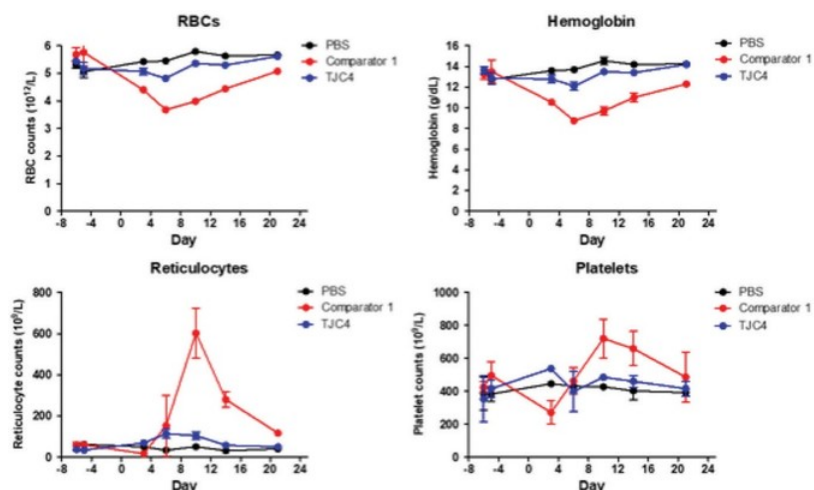 RBCs
RBC counts (10¹²/L)
6
5
4
3
2
1
0
-8 -4 0 4 8 12 16 20 24
Day
PBS
Comparator 1
TJC4
Hemoglobin
Hemoglobin (g/dL)
16
14
12
10
8
6
4
2
0
-8 -4 0 4 8 12 16 20 24
Day
PBS
Comparator 1
TJC4
Reticulocytes
Reticulocyte counts (10⁹/L)
800
600
400
200
0
-8 -4 0 4 8 12 16 20 24
Day
PBS
Comparator 1
TJC4
Platelets
Platelet counts (10⁹/L)
1000
800
600
400
200
0
-8 -4 0 4 8 12 16 20 24
Day
PBS
Comparator 1
TJC4